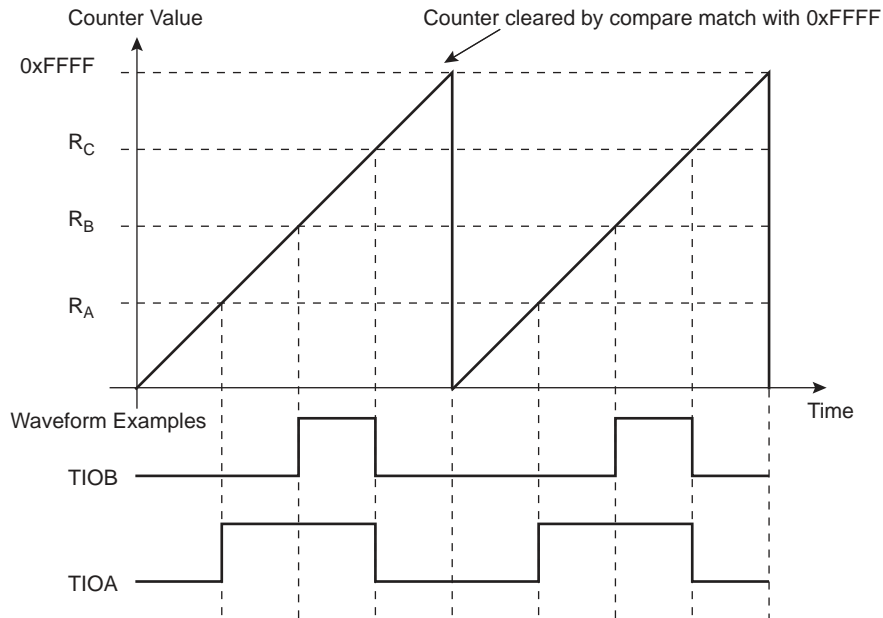 Counter Value
Counter cleared by compare match with 0xFFFF
0xFFFF
RC
RB
RA
Time
Waveform Examples
TIOB
TIOA